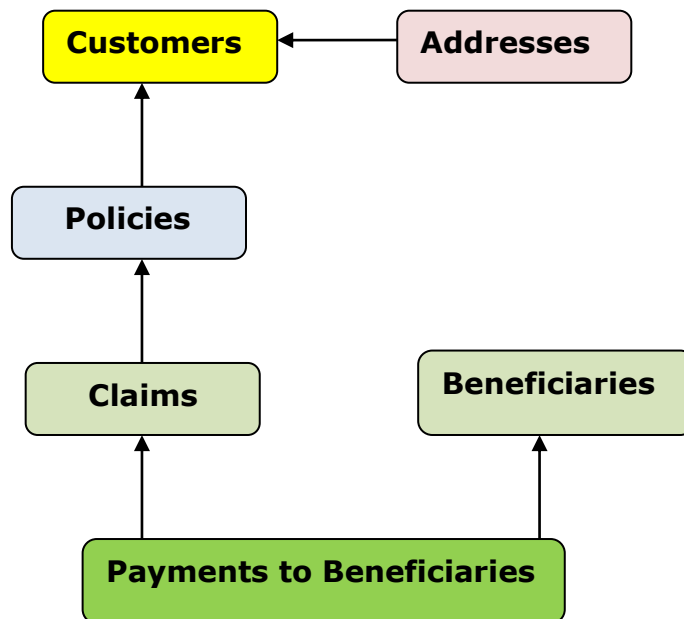 Customers
Addresses
Policies
Claims
Beneficiaries
Payments to Beneficiaries